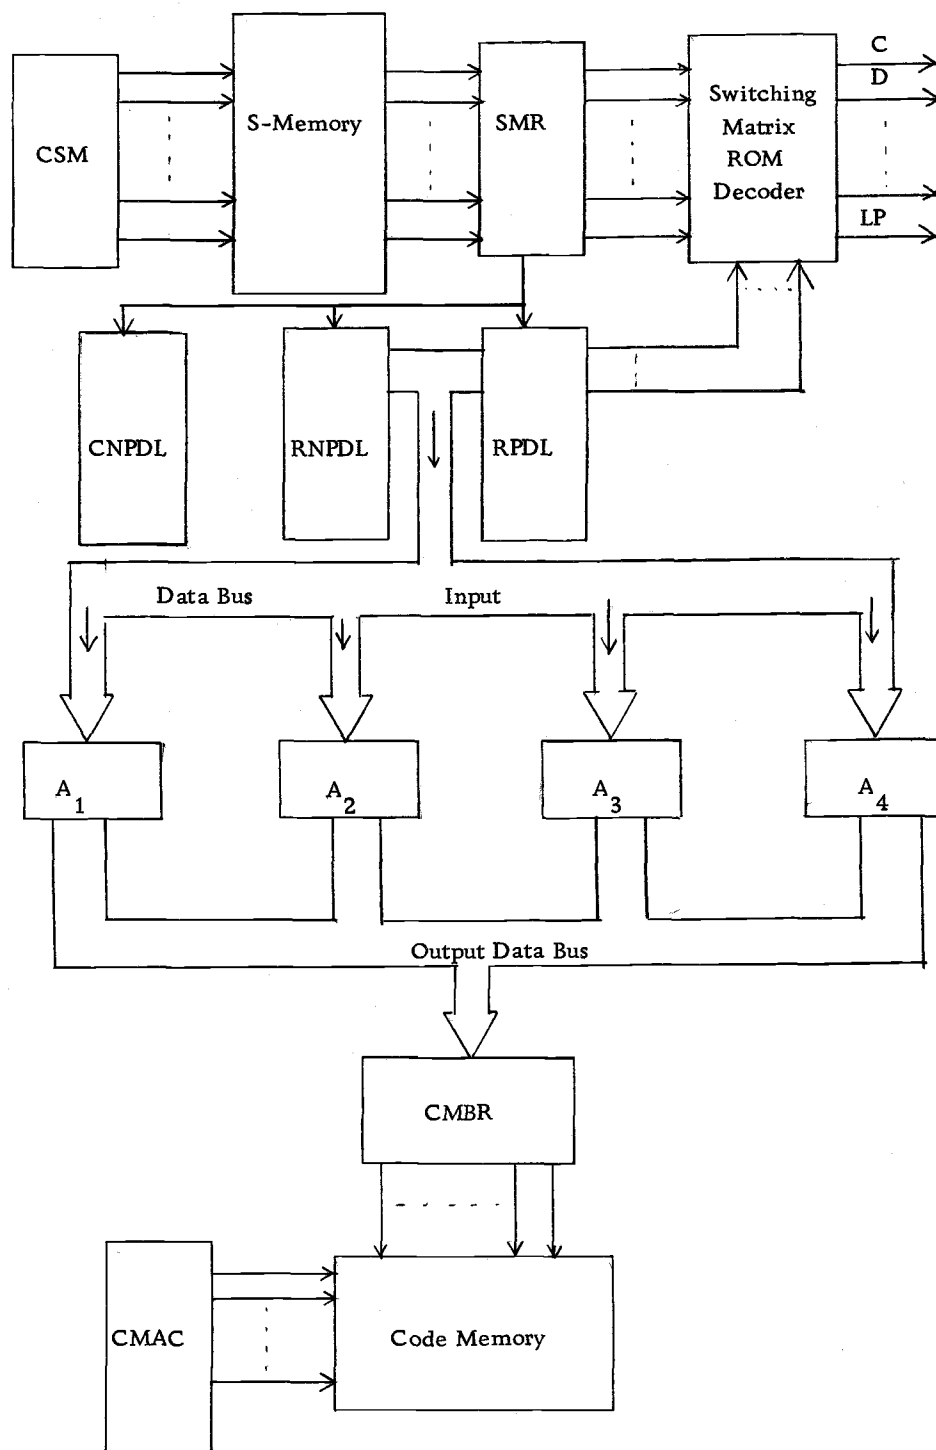 C
D
CSM
S-Memory
SMR
Switching
Matrix
ROM
Decoder
LP
CNPDL
RNPDL
RPDL
Data Bus Input
A1
A2
A3
A4
Output Data Bus
CMBR
CMAC
Code Memory